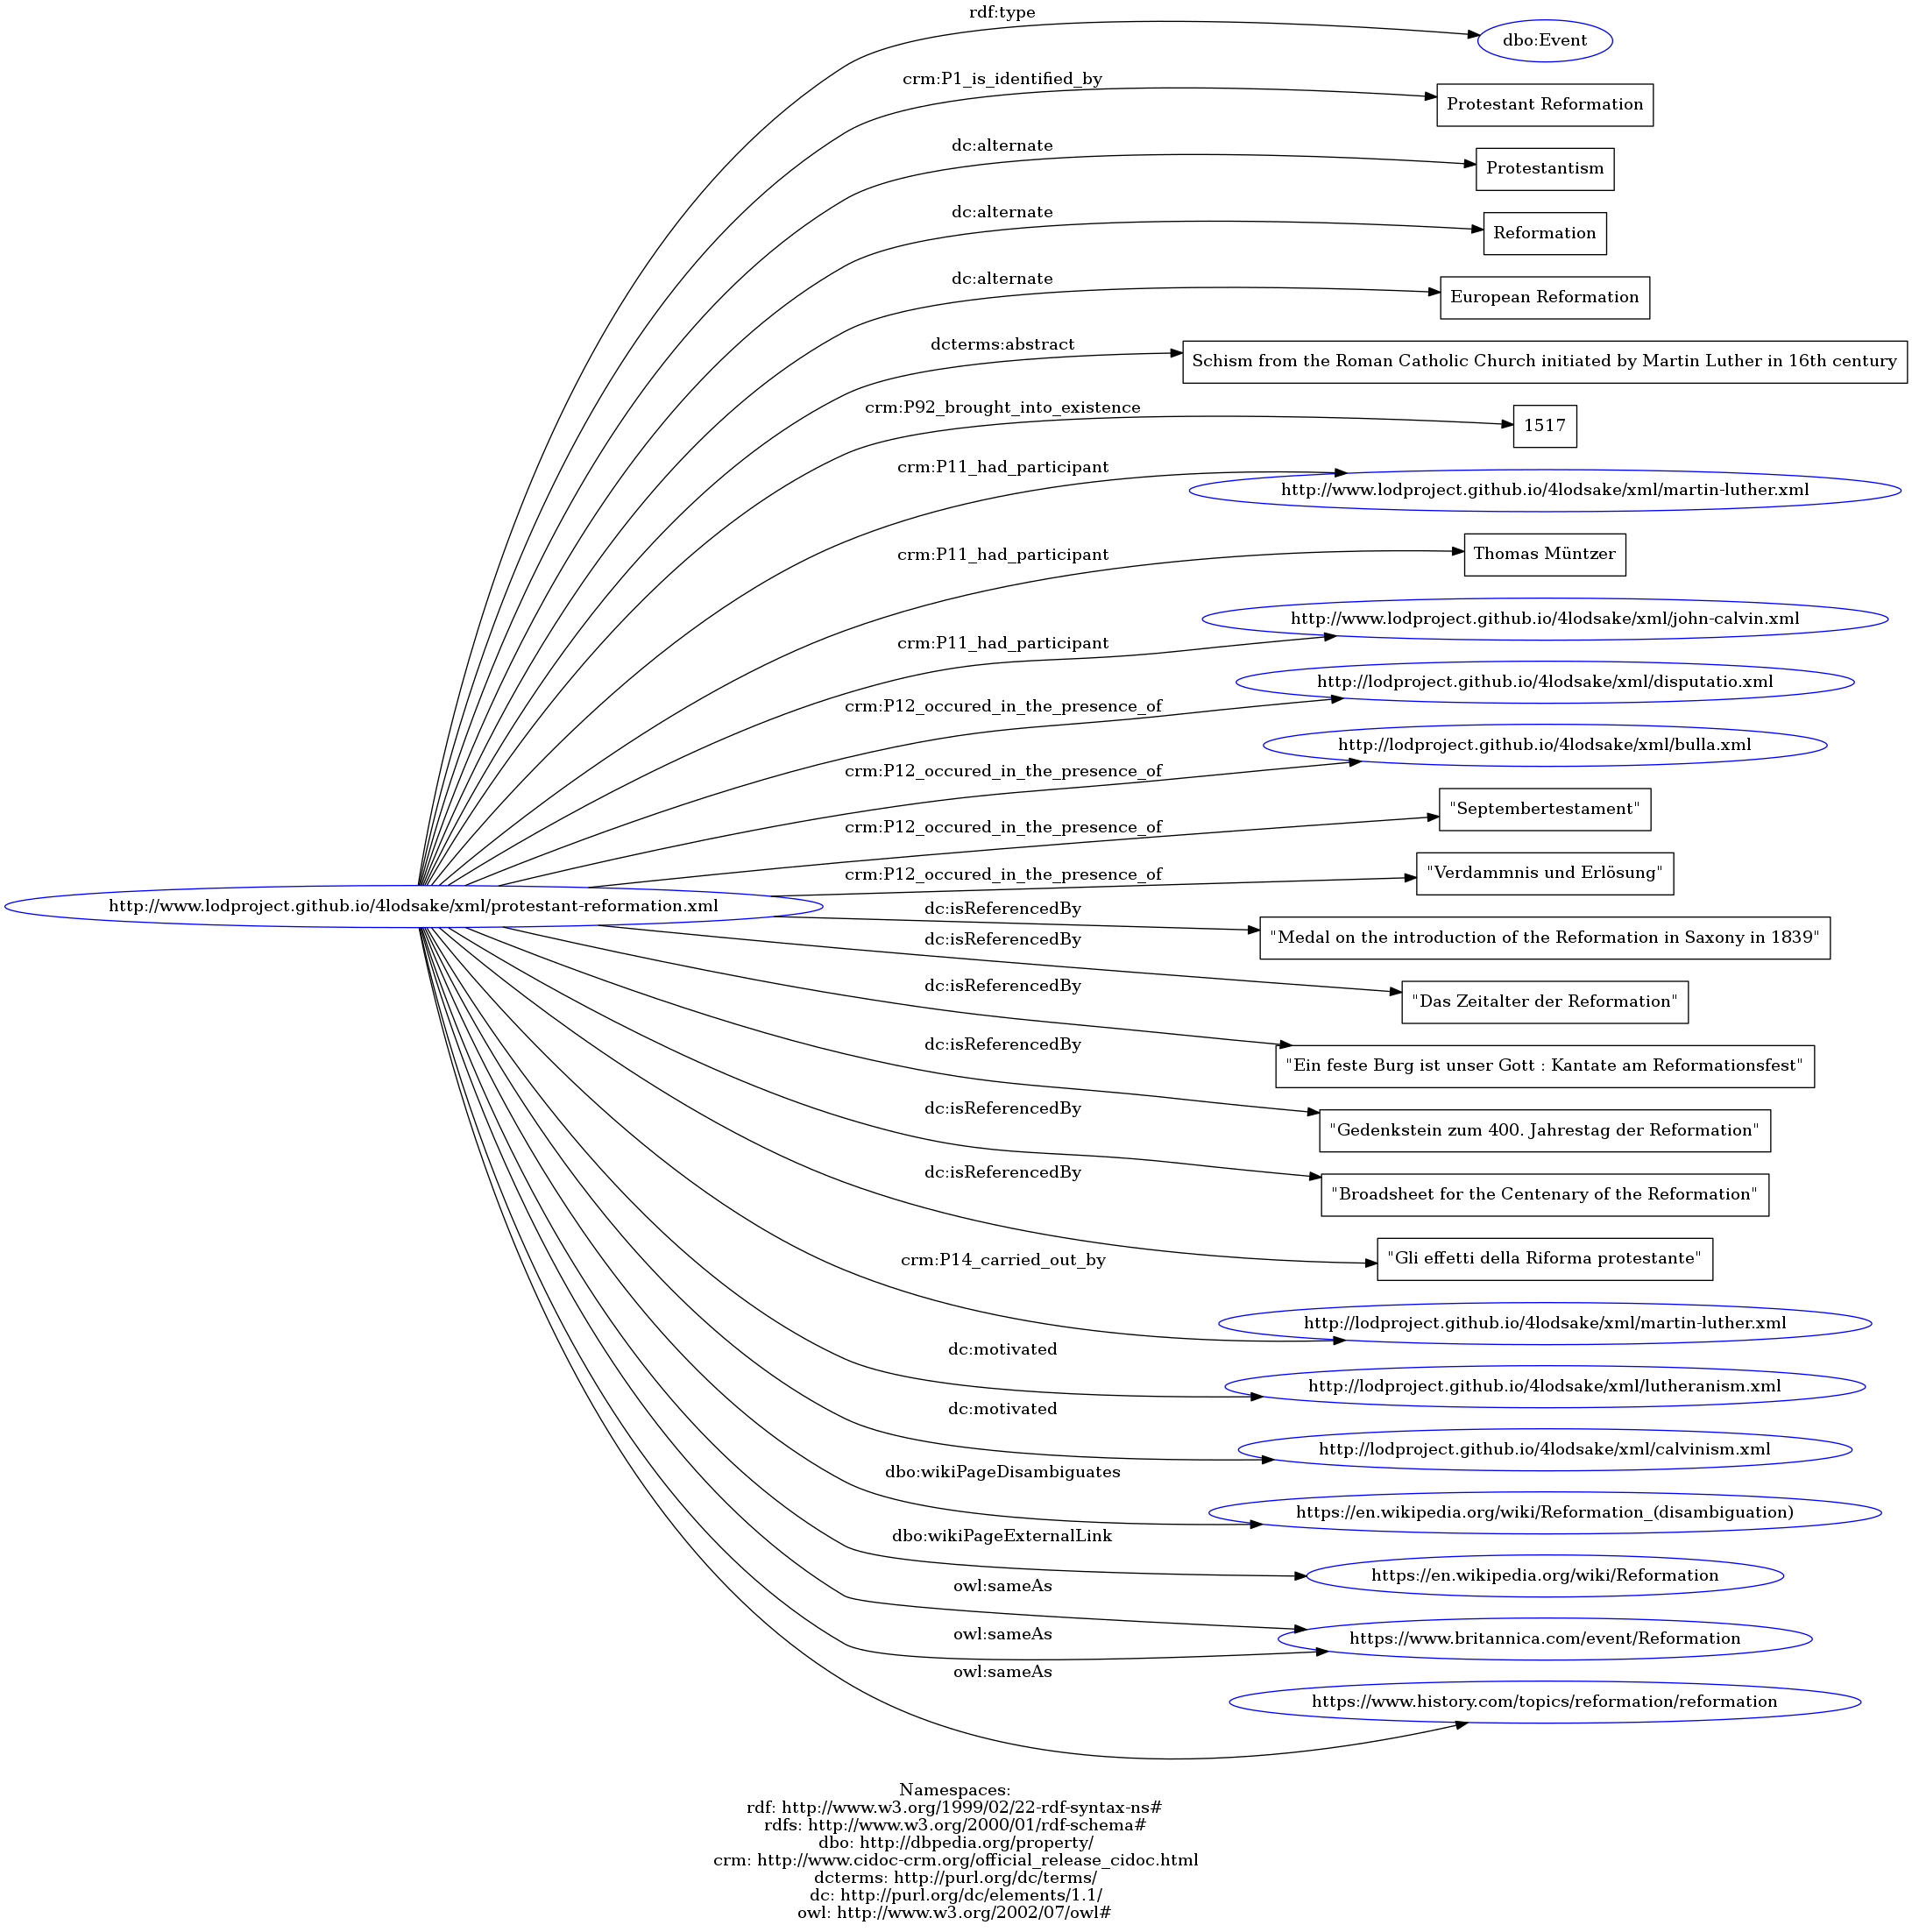 rdf:type
dbo:Event
crm:P1_is_identified_by
Protestant Reformation
dc:alternate
Protestantism
dc:alternate
Reformation
dc:alternate
European Reformation
dcterms:abstract
Schism from the Roman Catholic Church initiated by Martin Luther in 16th century
crm:P92_brought_into_existence
1517
crm:P11_had_participant
http://www.lodproject.github.io/4lodsake/xml/martin-luther.xml
crm:P11_had_participant
Thomas Müntzer
crm:P11_had_participant
http://www.lodproject.github.io/4lodsake/xml/john-calvin.xml
crm:P12_occured_in_the_presence_of
http://lodproject.github.io/4lodsake/xml/disputatio.xml
crm:P12_occured_in_the_presence_of
http://lodproject.github.io/4lodsake/xml/bulla.xml
crm:P12_occured_in_the_presence_of
"Septembertestament"
crm:P12_occured_in_the_presence_of
"Verdammnis und Erlösung"
http://www.lodproject.github.io/4lodsake/xml/protestant-reformation.xml
dc:isReferencedBy
"Medal on the introduction of the Reformation in Saxony in 1839"
dc:isReferencedBy
"Das Zeitalter der Reformation"
dc:isReferencedBy
"Ein feste Burg ist unser Gott : Kantate am Reformationsfest"
dc:isReferencedBy
"Gedenkstein zum 400. Jahrestag der Reformation"
dc:isReferencedBy
"Broadsheet for the Centenary of the Reformation"
dc:isReferencedBy
"Gli effetti della Riforma protestante"
crm:P14_carried_out_by
http://lodproject.github.io/4lodsake/xml/martin-luther.xml
dc:motivated
http://lodproject.github.io/4lodsake/xml/lutheranism.xml
dc:motivated
http://lodproject.github.io/4lodsake/xml/calvinism.xml
dbo:wikiPageDisambiguates
https://en.wikipedia.org/wiki/Reformation_(disambiguation)
dbo:wikiPageExternalLink
https://en.wikipedia.org/wiki/Reformation
owl:sameAs
https://www.britannica.com/event/Reformation
owl:sameAs
owl:sameAs
https://www.history.com/topics/reformation/reformation
Namespaces:
rdf: http://www.w3.org/1999/02/22-rdf-syntax-ns#
rdfs: http://www.w3.org/2000/01/rdf-schema#
dbo: http://dbpedia.org/property/
crm: http://www.cidoc-crm.org/official_release_cidoc.html
dcterms: http://purl.org/dc/terms/
dc: http://purl.org/dc/elements/1.1/
owl: http://www.w3.org/2002/07/owl#